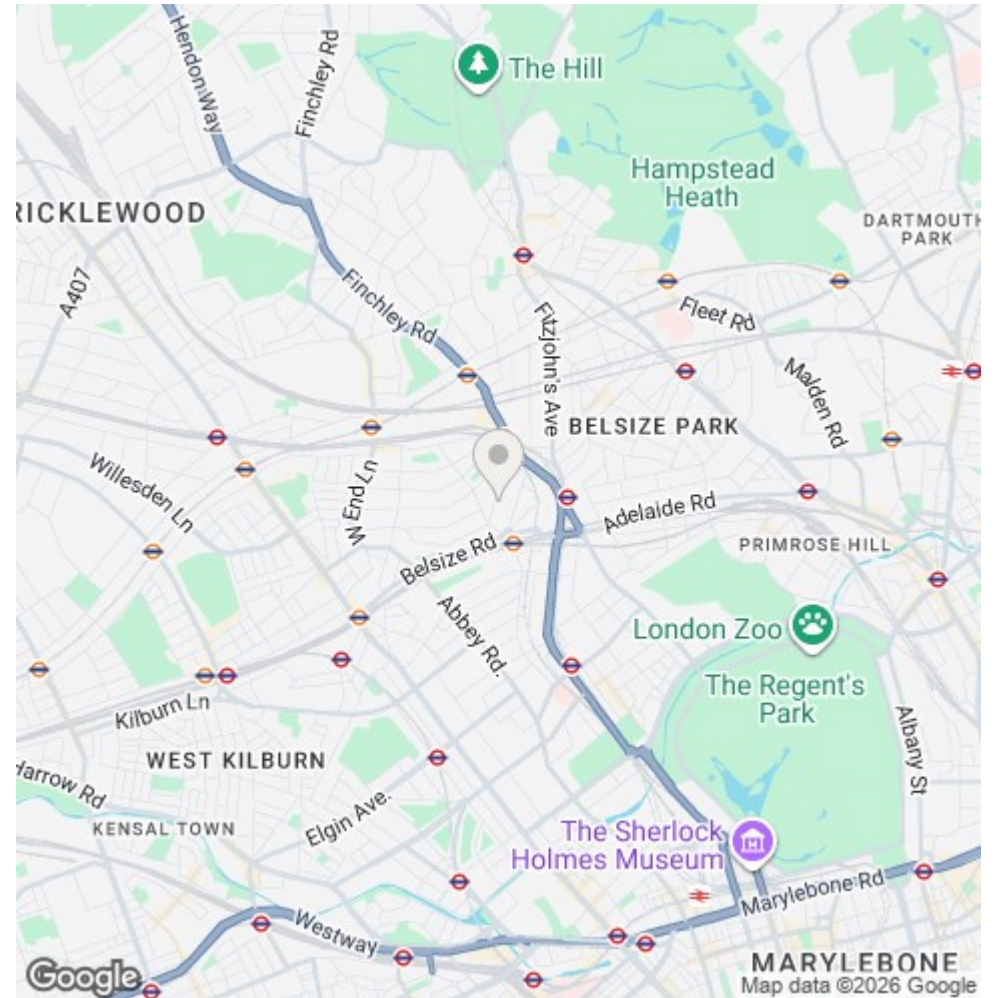 Hendon Way
Finchley Rd
The Hill
Hampstead
Heath
DARTMOUTH
PARK
RICKLEWOOD
A407
Finchley Rd
Fitzjohn's Ave
Fleet Rd
Malden Rd
BELSIZE PARK
Willesden Ln
W End Ln
Adelaide Rd
Belsize Rd
PRIMROSE HILL
Abbey Rd.
London Zoo
The Regent's
Park
Kilburn Ln
Albany St
WEST KILBURN
Harrow Rd
Elgin Ave.
KENSAL TOWN
The Sherlock
Holmes Museum
Marylebone Rd
Westway
MARYLEBONE
Google
Map data ©2026 Google